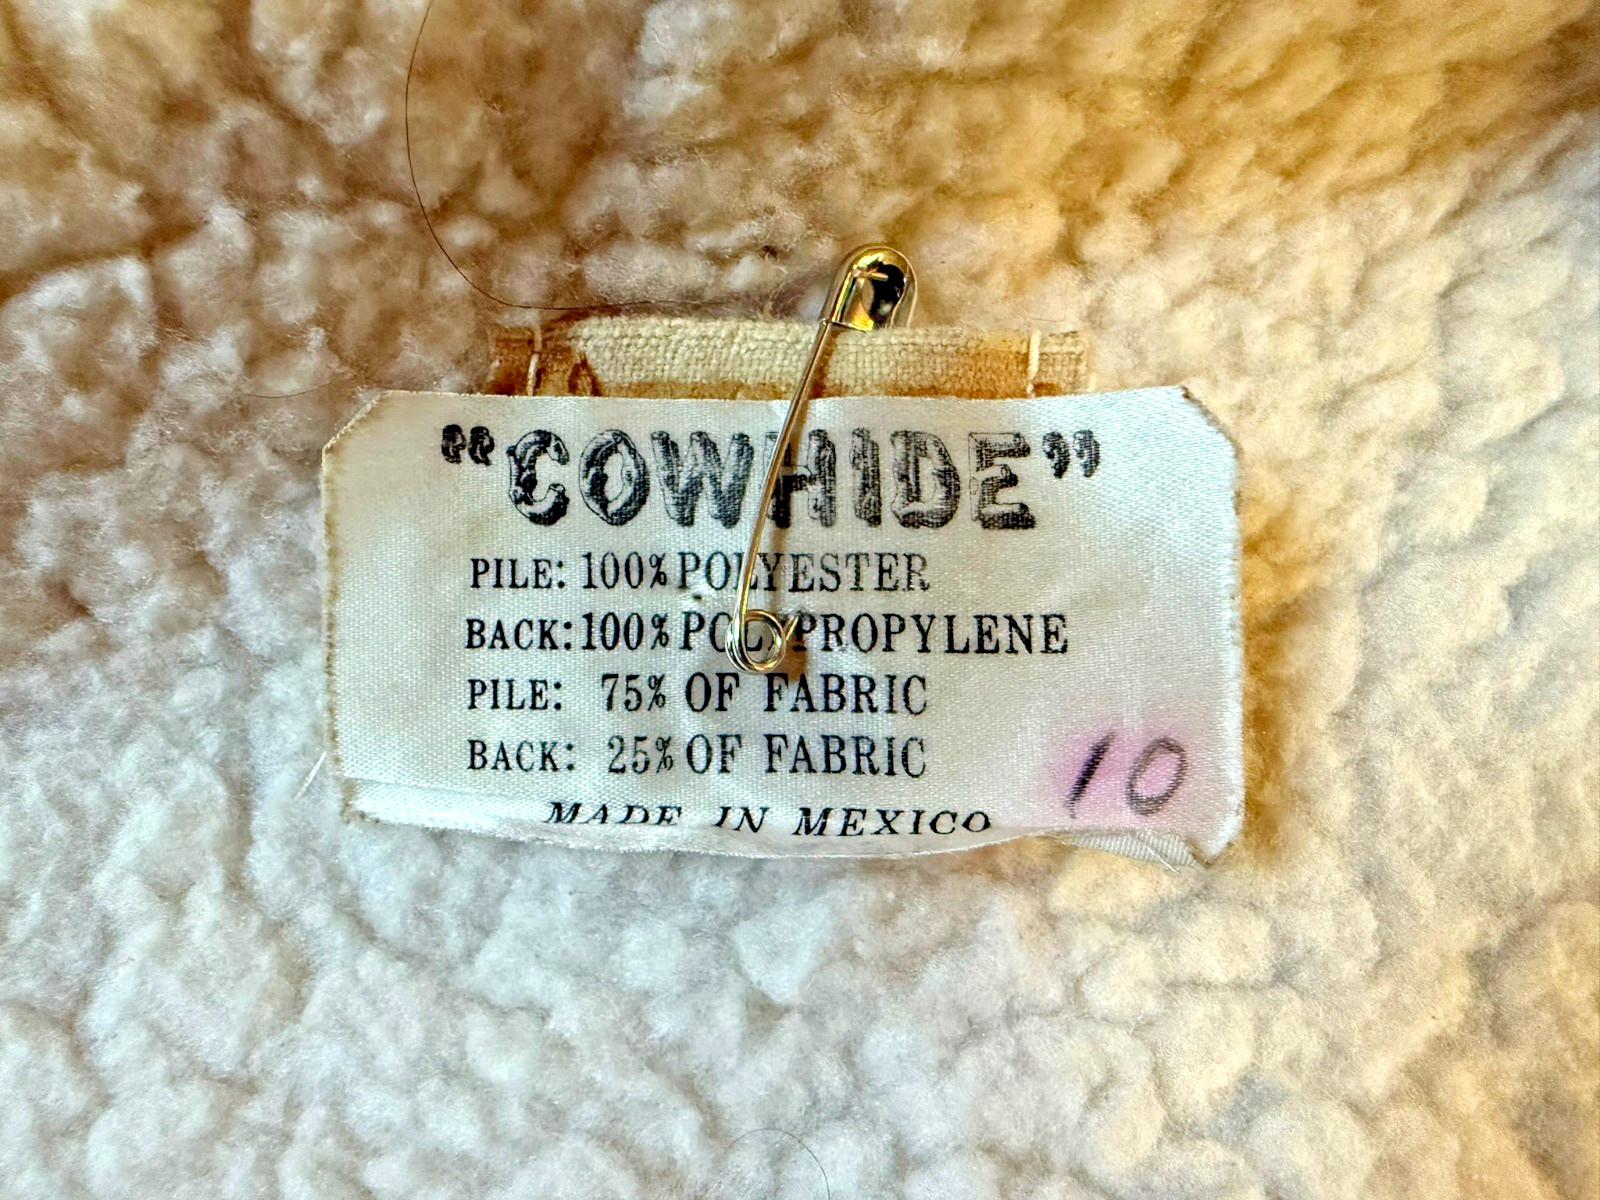 “COWHIDE”
PILE: 100% POLYESTER
BACK: 100% POLYPROPYLENE
PILE: 75% OF FABRIC
BACK: 25% OF FABRIC
10
MADE IN MEXICO